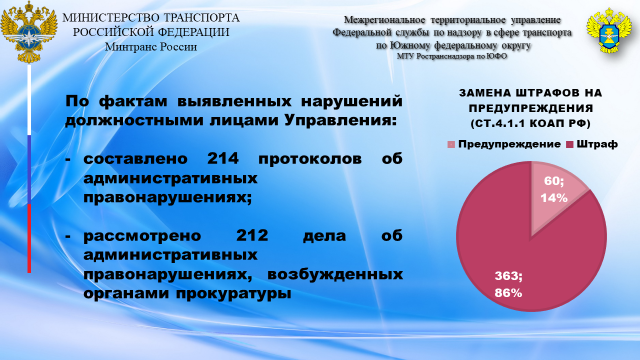 МИНИСТЕРСТВО ТРАНСПОРТА
РОССИЙСКОЙ ФЕДЕРАЦИИ
Минтранс России
Межрегиональное территориальное управление
Федеральной службы по надзору в сфере транспорта
по Южному федеральному округу
МТУ Ространснадзора по ЮФО
По фактам выявленных нарушений
должностными лицами Управления:
- составлено 214 протоколов об
административных
правонарушениях;
- рассмотрено 212 дела об
административных
правонарушениях, возбужденных
органами прокуратуры
ЗАМЕНА ШТРАФОВ НА
ПРЕДУПРЕЖДЕНИЯ
(СТ.4.1.1 КОАП РФ)
Предупреждение Штраф
60;
14%
363;
86%